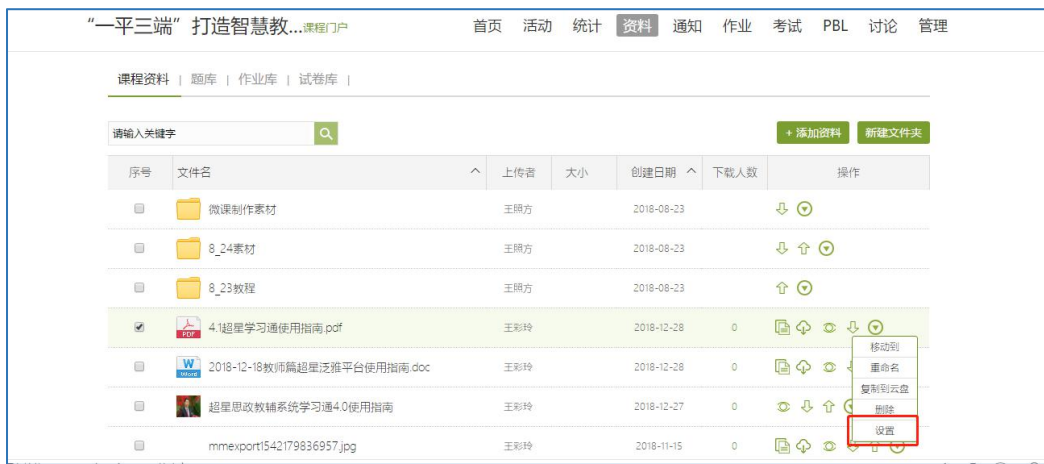 “一平三端”打造智慧教...课程门户 首页 活动 统计 资料 通知 作业 考试 PBL 讨论 管理
课程资料 | 题库 | 作业库 | 试卷库 |
请输入关键字 + 添加资料 新建文件夹
序号 文件名 上传者 大小 创建日期 下载人数 操作
微课制作素材 王照方 2018-08-23
8_24素材 王照方 2018-08-23
8_23教程 王照方 2018-08-23
PDF 4.1超星学习通使用指南.pdf 王彩玲 2018-12-28 0
移动到
W Word 2018-12-18教师篇超星泛雅平台使用指南.doc 王彩玲 2018-12-28 0 重命名
复制到云盘
超星思政教辅系统学习通4.0使用指南 王彩玲 2018-12-27 0 删除
设置
mmexport1542179836957.jpg 王彩玲 2018-11-15 0